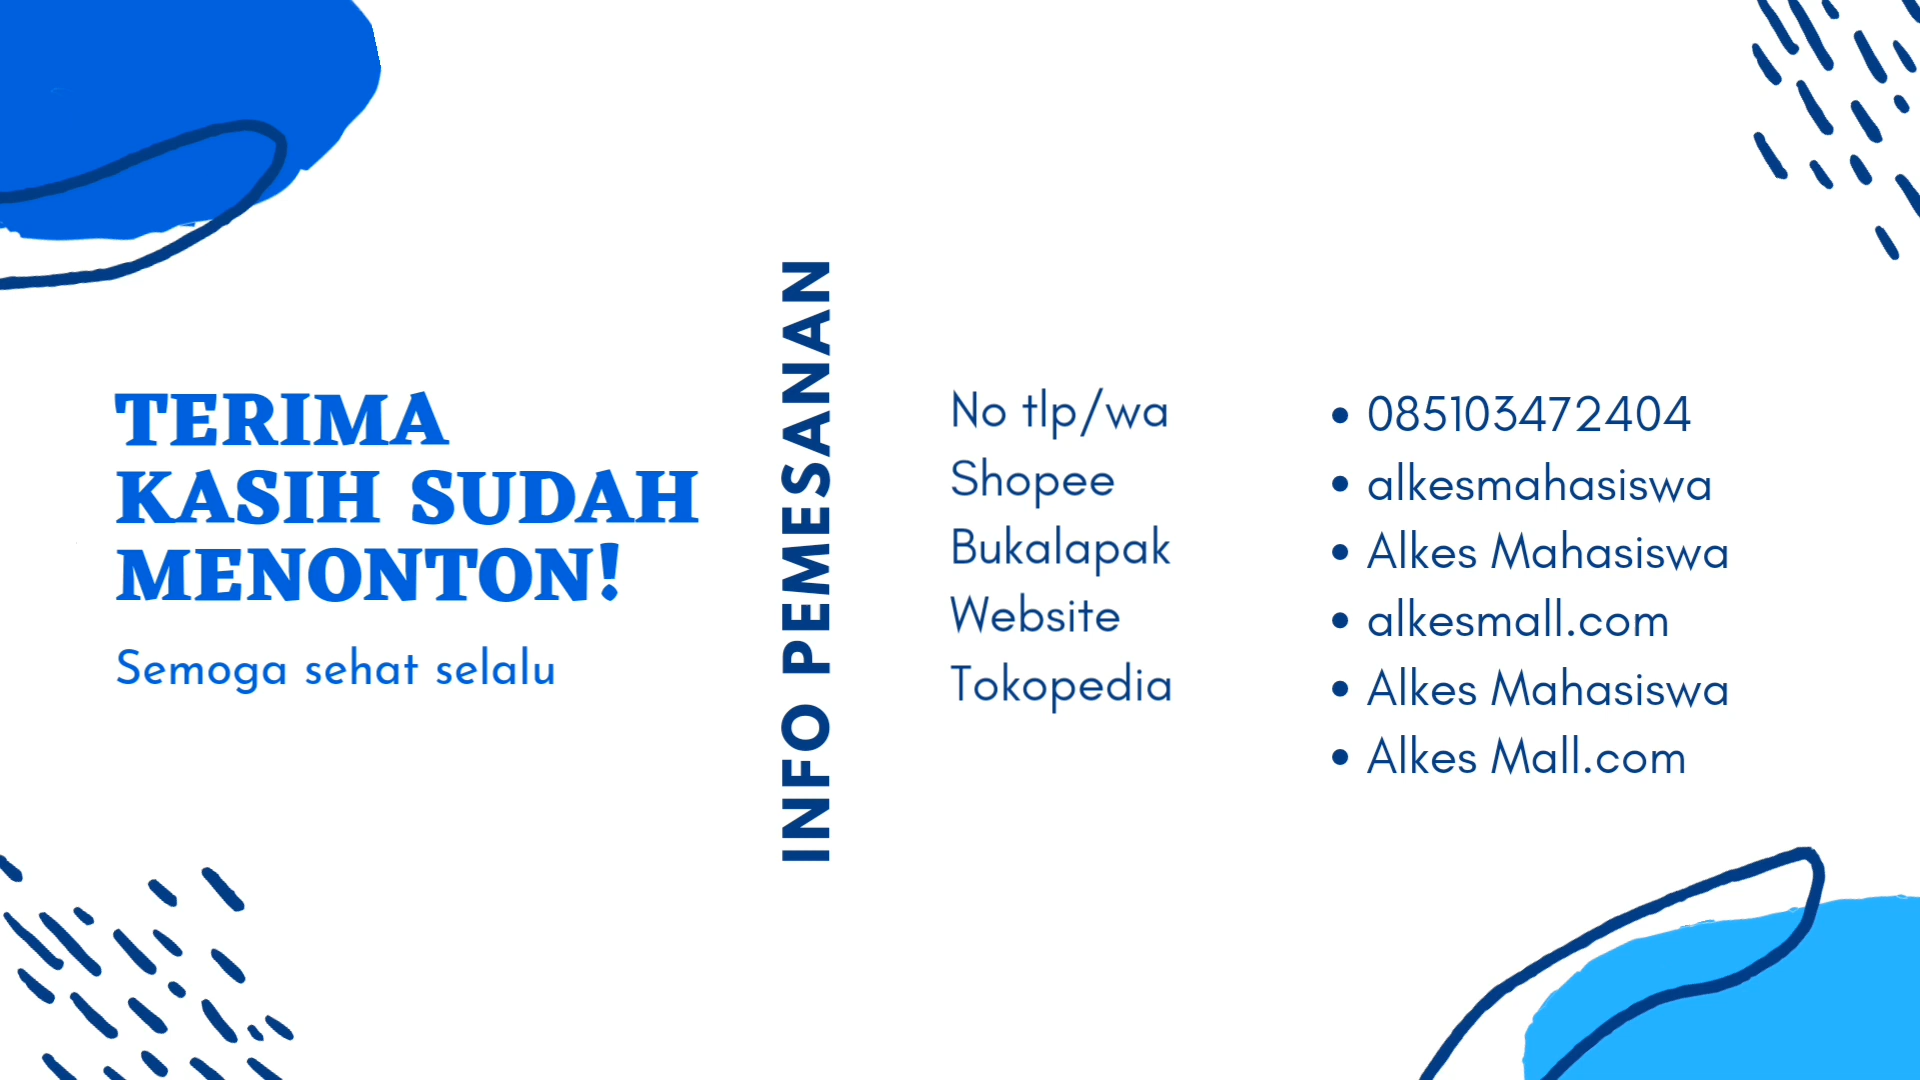 TERIMA
KASIH SUDAH
MENONTON!
Semoga sehat selalu
INFO PEMESANAN
No tlp/wa
Shopee
Bukalapak
Website
Tokopedia
• 085103472404
• alkesmahasiswa
• Alkes Mahasiswa
• alkesmall.com
• Alkes Mahasiswa
• Alkes Mall.com